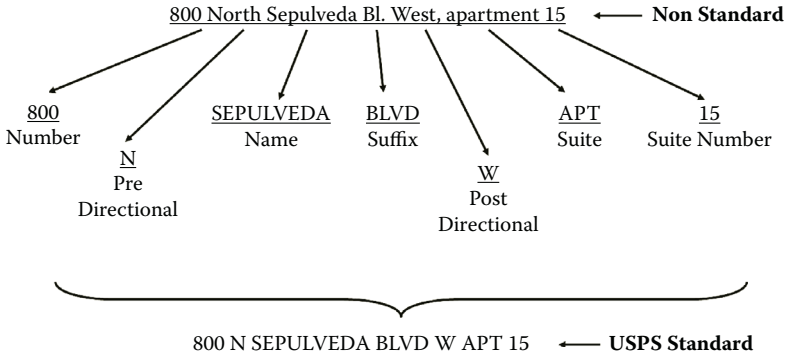 800 North Sepulveda Bl. West, apartment 15 Non Standard
800 SEPULVEDA BLVD APT 15
Number Name Suffix Suite Suite Number
N
Pre
Directional
W
Post
Directional
800 N SEPULVEDA BLVD W APT 15 USPS Standard